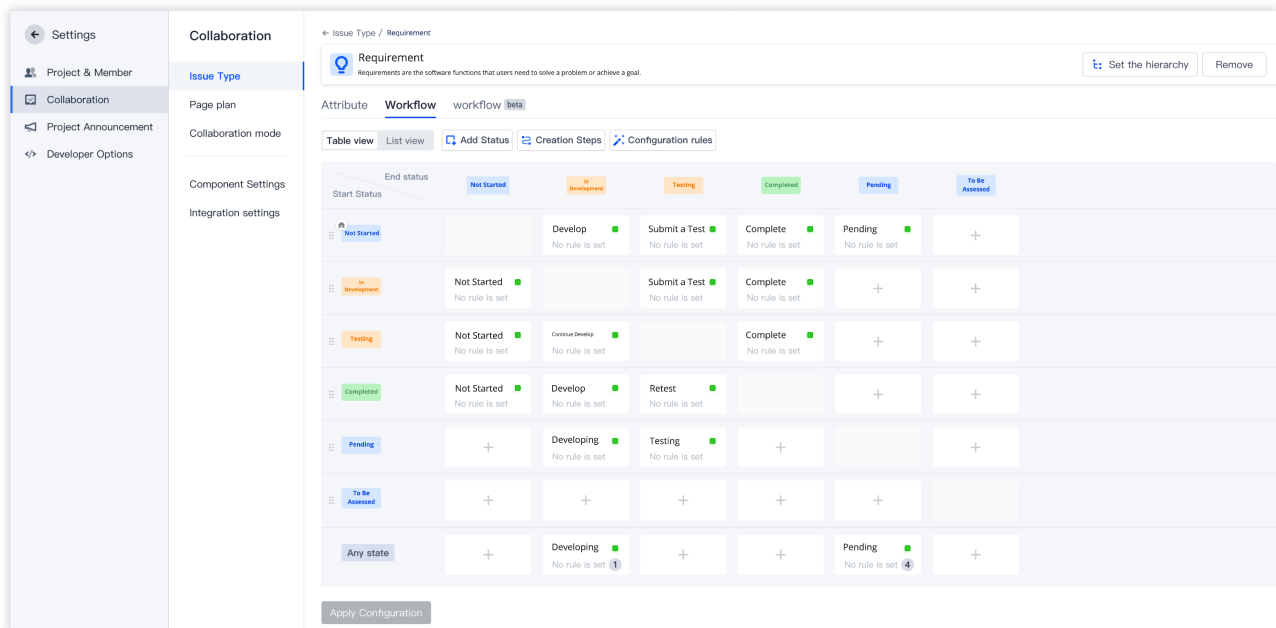 Settings
Project & Member
Collaboration
Project Announcement
Developer Options
Collaboration
Issue Type
Page plan
Collaboration mode
Component Settings
Integration settings
← Issue Type / Requirement
Requirement
Requirements are the software functions that users need to solve a problem or achieve a goal.
Set the hierarchy
Remove
Attribute Workflow workflow beta
Table view List view Add Status Creation Steps Configuration rules
End status
Start Status
Not Started
In
Development
Testing
Completed
Pending
To Be
Assessed
Not Started
Develop Submit a Test Complete Pending
No rule is set No rule is set No rule is set No rule is set
In
Development
Not Started Submit a Test Complete
No rule is set No rule is set No rule is set
Testing
Not Started Continue Develop Complete
No rule is set No rule is set No rule is set
Completed
Not Started Develop Retest
No rule is set No rule is set No rule is set
Pending
Developing Testing
No rule is set No rule is set
To Be
Assessed
Any state
Developing Pending
No rule is set 1 No rule is set 4
Apply Configuration